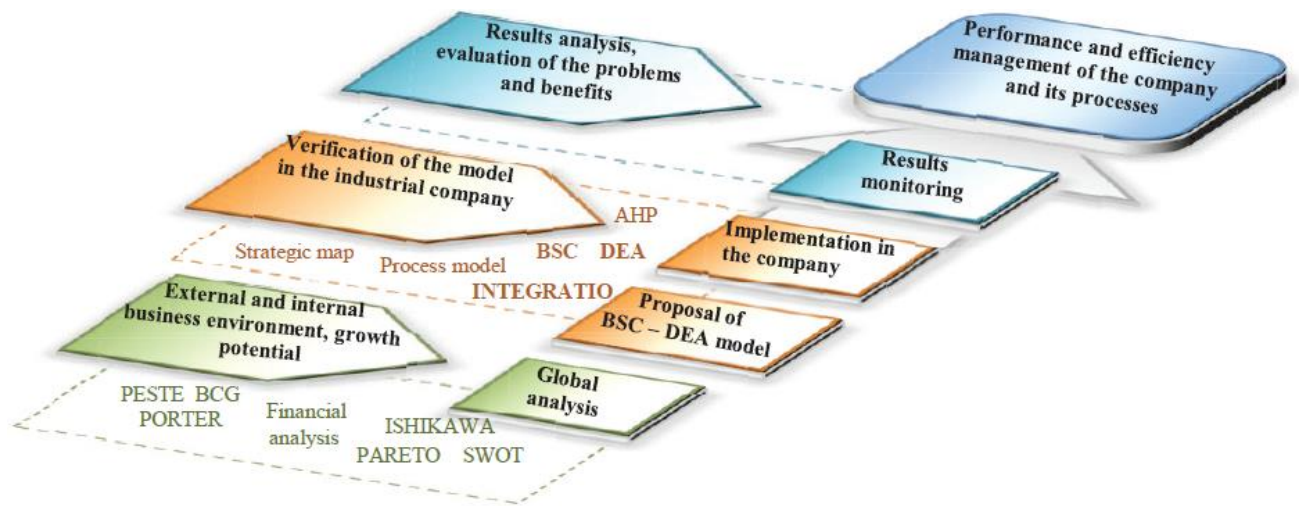 Results analysis,
evaluation of the problems
and benefits
Performance and efficiency
management of the company
and its processes
Verification of the model
in the industrial company
Results
monitoring
AHP
Strategic map
Process model
BSC DEA
INTEGRATIO
Implementation in
the company
External and internal
business environment, growth
potential
Proposal of
BSC – DEA model
PESTE BCG
PORTER
Financial
analysis
ISHIKAWA
PARETO SWOT
Global
analysis